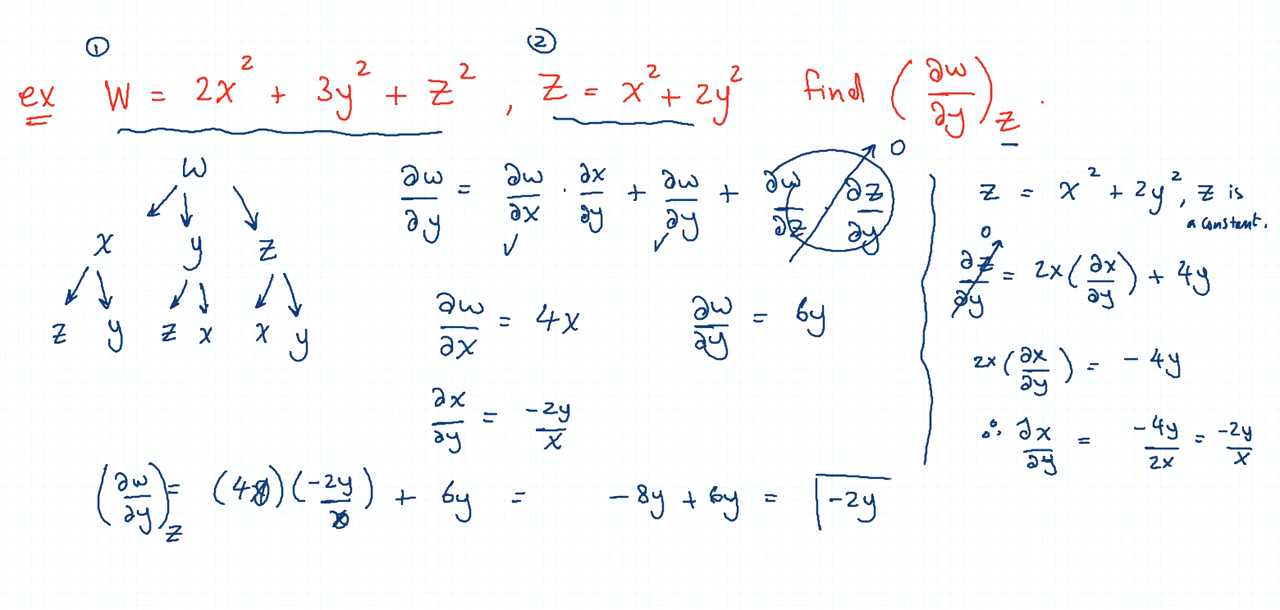 ① ②
ex W = 2x² + 3y² + z² , Z = x² + 2y² find (∂w/∂y)_z .
W
x y z
z y z x x y
∂w/∂y = ∂w/∂x · ∂x/∂y + ∂w/∂y + ∂w/∂z · ∂z/∂y 0
∂w/∂x = 4x ∂w/∂y = 6y
∂x/∂y = -2y/x
z = x² + 2y², z is
a constant.
0
∂z/∂y = 2x(∂x/∂y) + 4y
2x(∂x/∂y) = -4y
∴ ∂x/∂y = -4y/2x = -2y/x
(∂w/∂y)_z = (4x)(-2y/x) + 6y = -8y + 6y = -2y